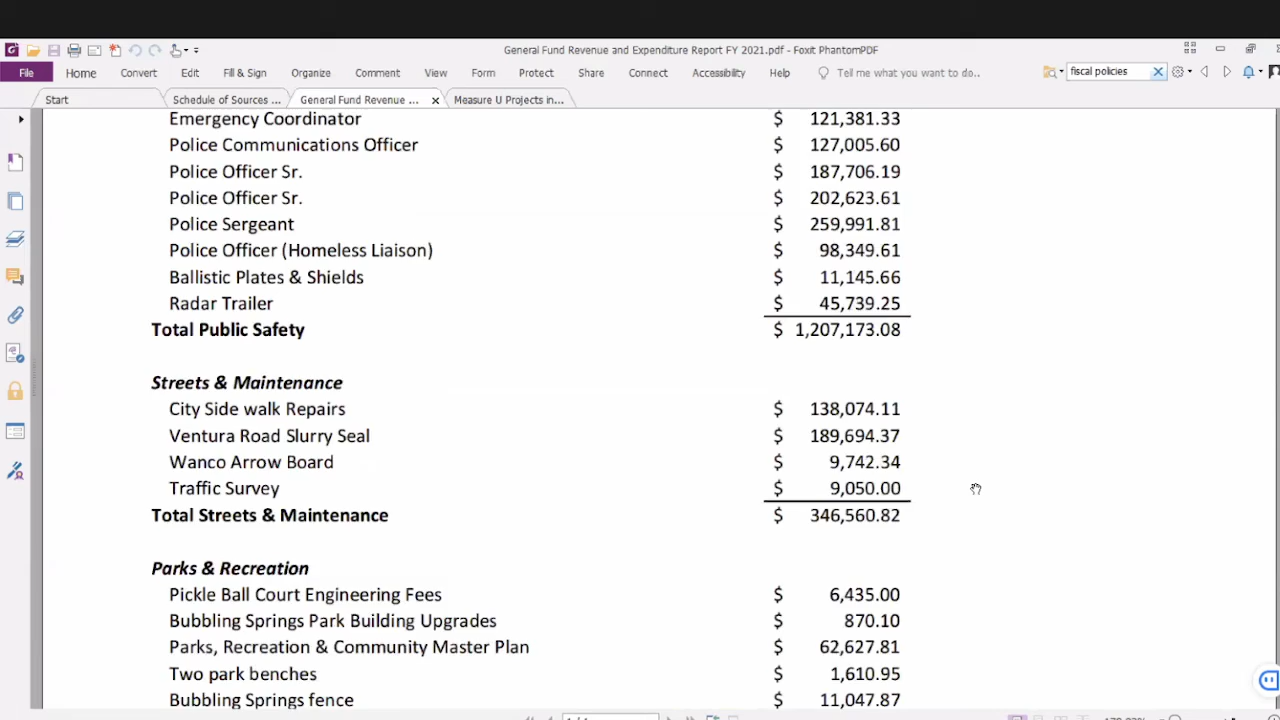 General Fund Revenue and Expenditure Report FY 2021.pdf - Foxit PhantomPDF
File Home Convert Edit Fill & Sign Organize Comment View Form Protect Share Connect Accessibility Help Tell me what you want to do.. fiscal policies
Start Schedule of Sources ... General Fund Revenue ... Measure U Projects in...
Emergency Coordinator $ 121,381.33
Police Communications Officer $ 127,005.60
Police Officer Sr. $ 187,706.19
Police Officer Sr. $ 202,623.61
Police Sergeant $ 259,991.81
Police Officer (Homeless Liaison) $ 98,349.61
Ballistic Plates & Shields $ 11,145.66
Radar Trailer $ 45,739.25
Total Public Safety $ 1,207,173.08
Streets & Maintenance
City Side walk Repairs $ 138,074.11
Ventura Road Slurry Seal $ 189,694.37
Wanco Arrow Board $ 9,742.34
Traffic Survey $ 9,050.00
Total Streets & Maintenance $ 346,560.82
Parks & Recreation
Pickle Ball Court Engineering Fees $ 6,435.00
Bubbling Springs Park Building Upgrades $ 870.10
Parks, Recreation & Community Master Plan $ 62,627.81
Two park benches $ 1,610.95
Bubbling Springs fence $ 11,047.87